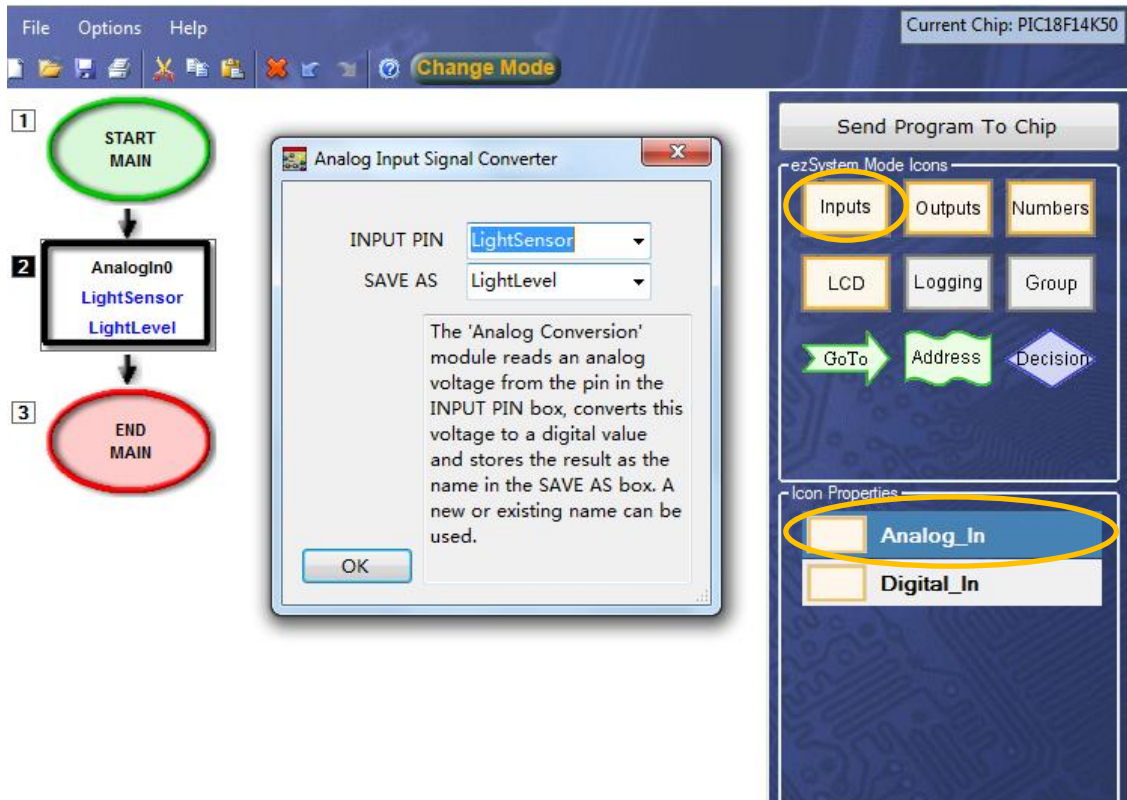 File Options Help
Current Chip: PIC18F14K50
Change Mode
1
START
MAIN
2
AnalogIn0
LightSensor
LightLevel
3
END
MAIN
Analog Input Signal Converter
INPUT PIN LightSensor
SAVE AS LightLevel
The 'Analog Conversion'
module reads an analog
voltage from the pin in the
INPUT PIN box, converts this
voltage to a digital value
and stores the result as the
name in the SAVE AS box. A
new or existing name can be
used.
OK
Send Program To Chip
ezSystem Mode Icons
Inputs Outputs Numbers
LCD Logging Group
GoTo Address Decision
Icon Properties
Analog_In
Digital_In